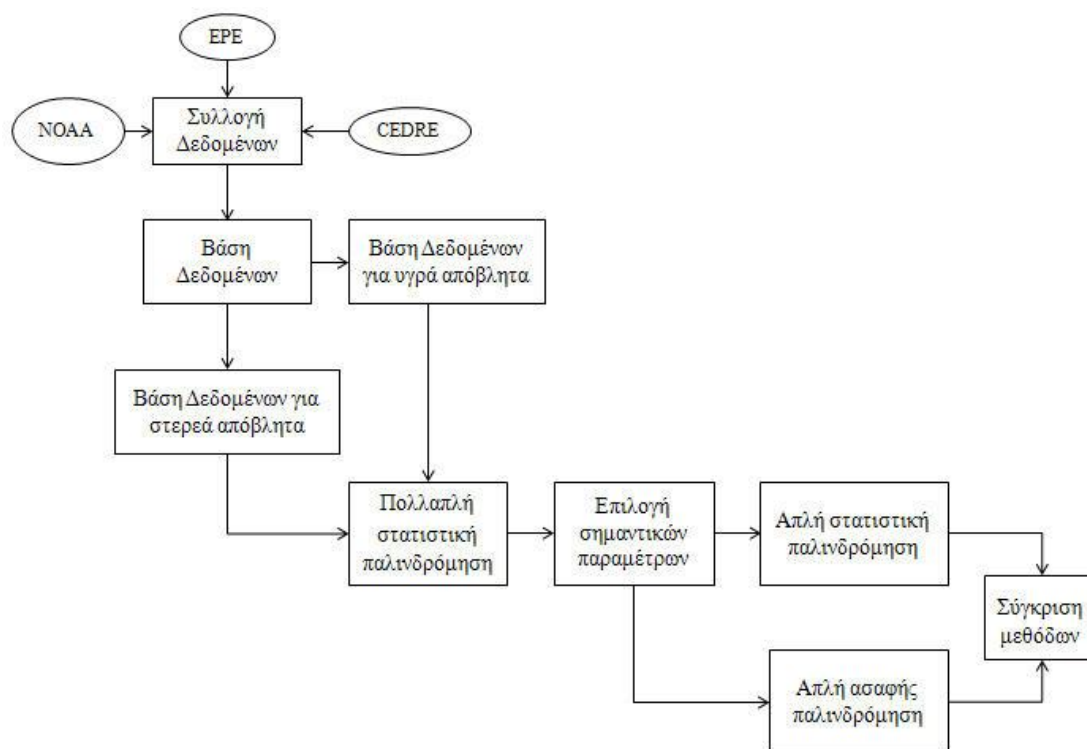 EPE
NOAA
Συλλογή
Δεδομένων
CEDRE
Βάση
Δεδομένων
Βάση Δεδομένων
για υγρά απόβλητα
Βάση Δεδομένων για
στερεά απόβλητα
Πολλαπλή
στατιστική
παλινδρόμηση
Επιλογή
σημαντικών
παραμέτρων
Απλή στατιστική
παλινδρόμηση
Σύγκριση
μεθόδων
Απλή ασαφής
παλινδρόμηση